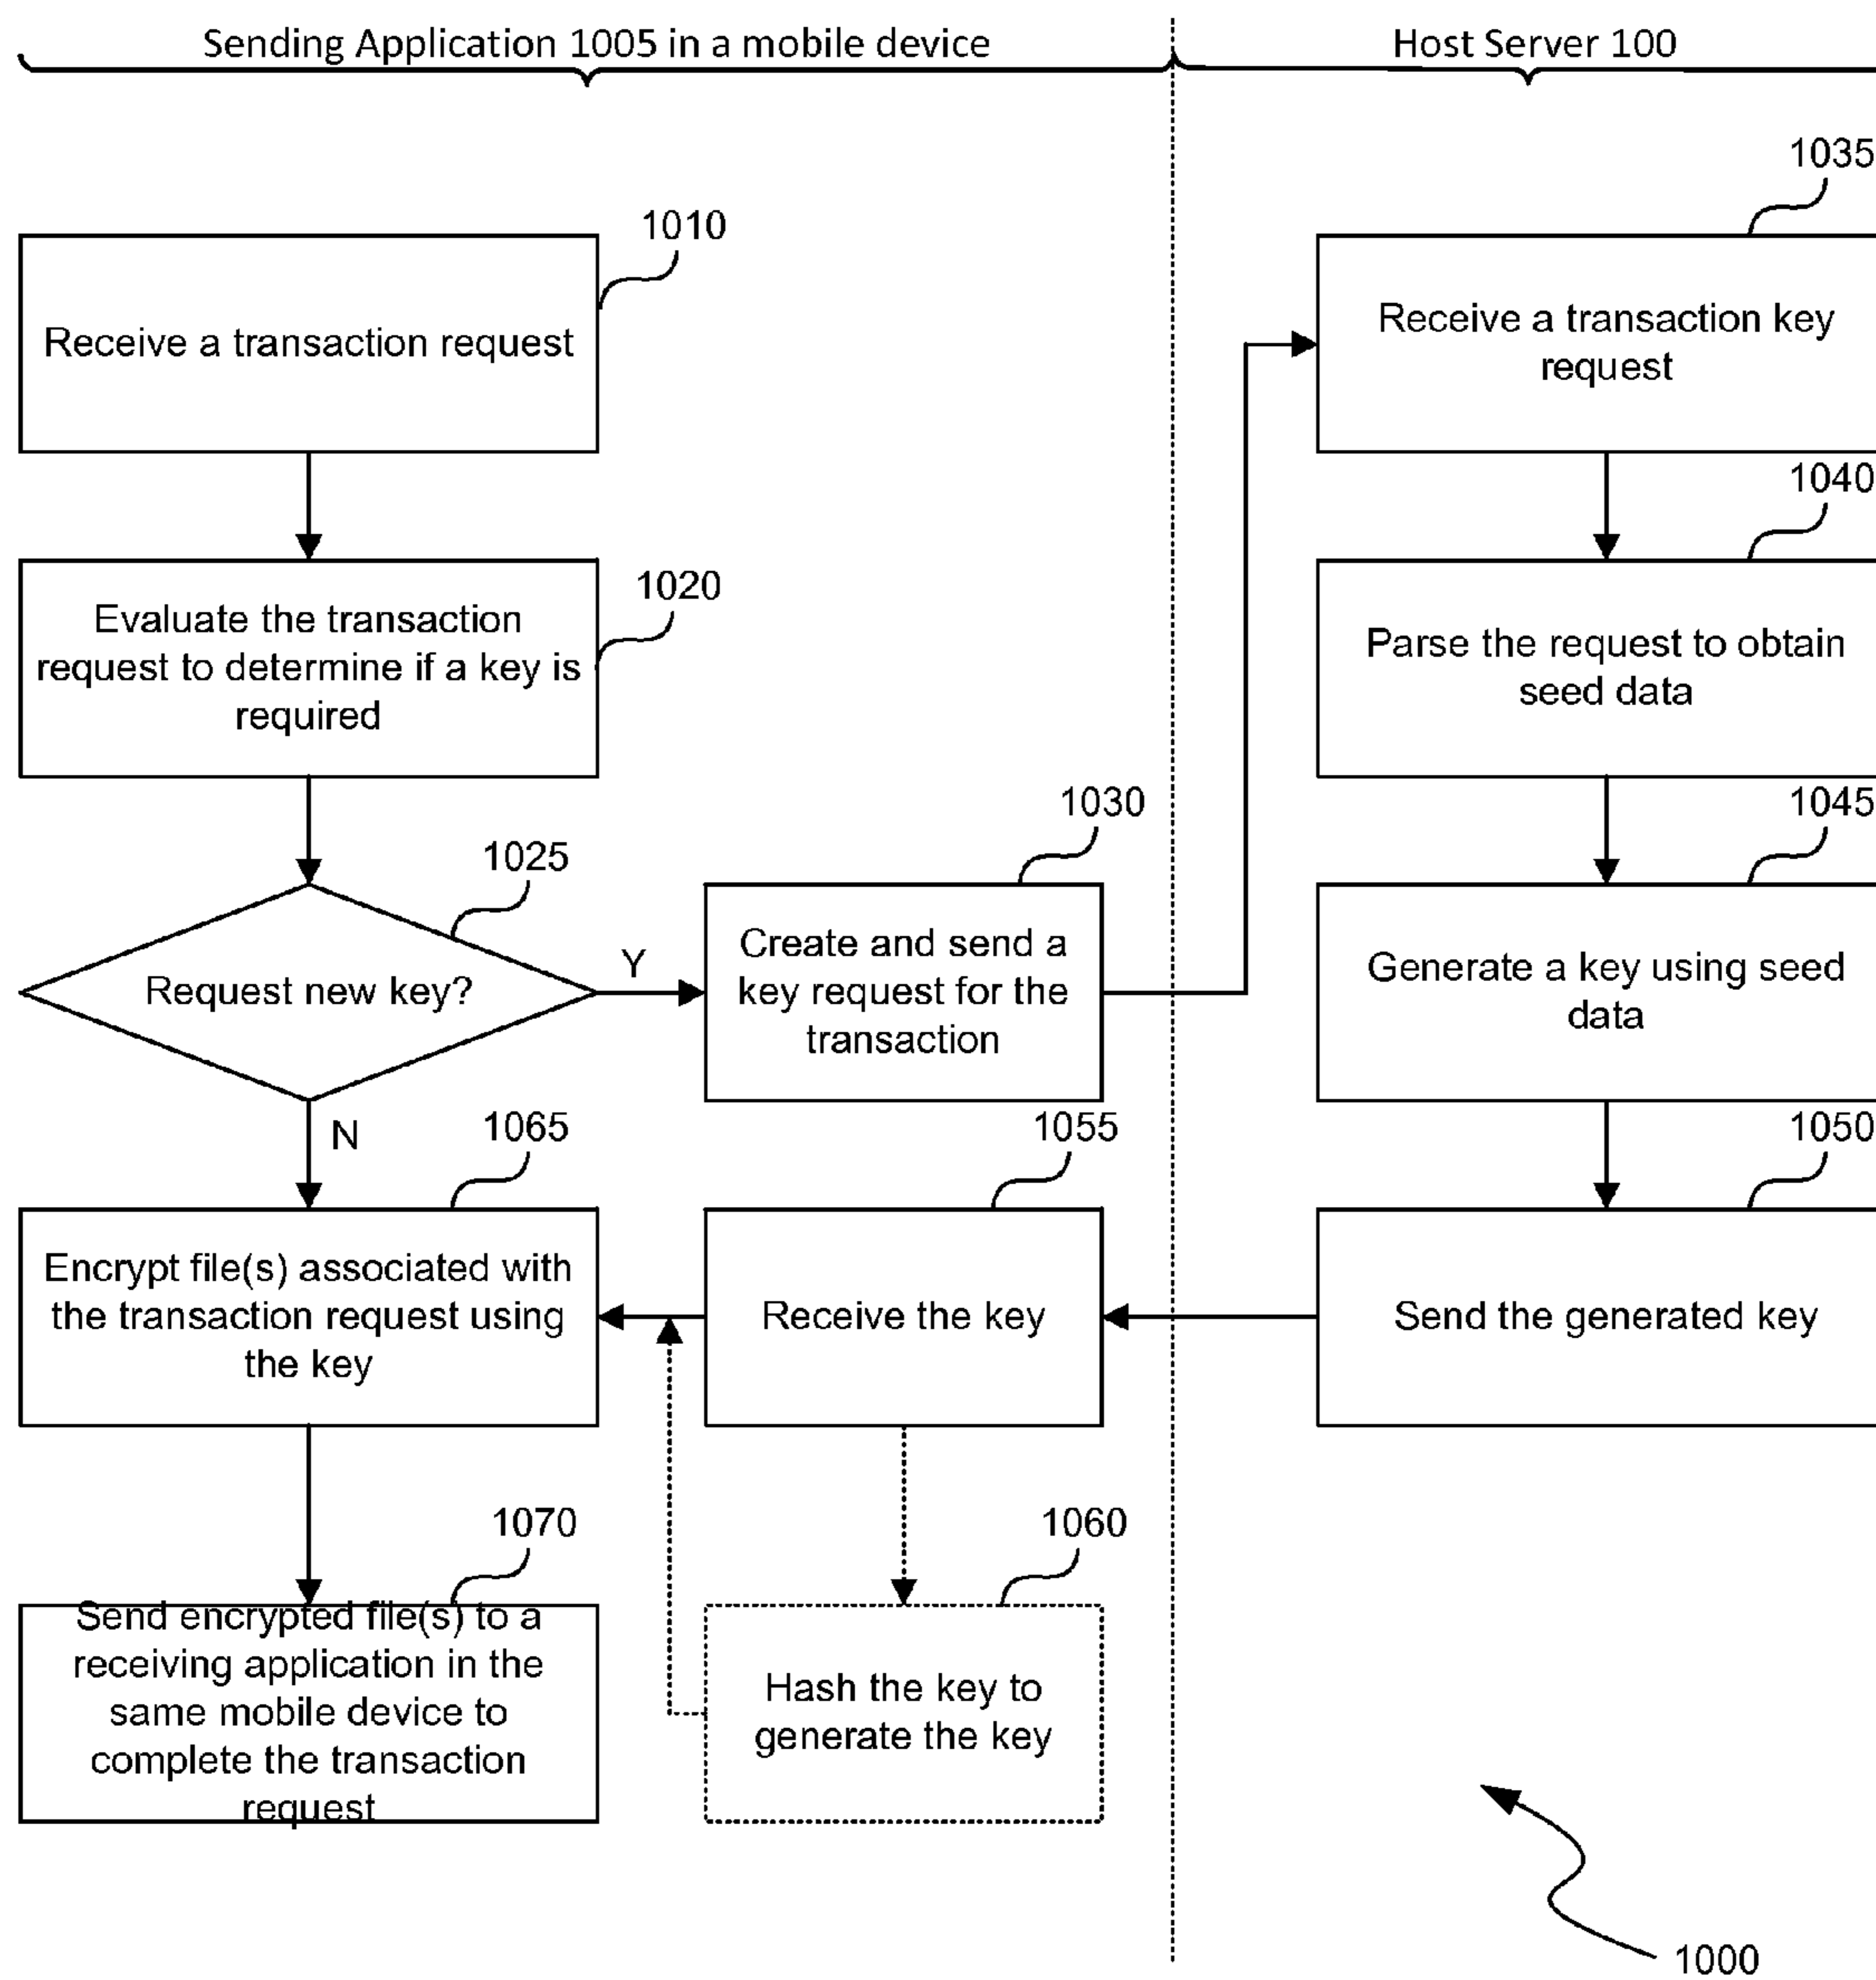 Sending Application 1005 in a mobile device
Host Server 100
1010
Receive a transaction request
1020
Evaluate the transaction
request to determine if a key is
required
1025
Request new key?
Y
N
1030
Create and send a
key request for the
transaction
1035
Receive a transaction key
request
1040
Parse the request to obtain
seed data
1045
Generate a key using seed
data
1050
Send the generated key
1055
Receive the key
1060
Hash the key to
generate the key
1065
Encrypt file(s) associated with
the transaction request using
the key
1070
Send encrypted file(s) to a
receiving application in the
same mobile device to
complete the transaction
request
1000